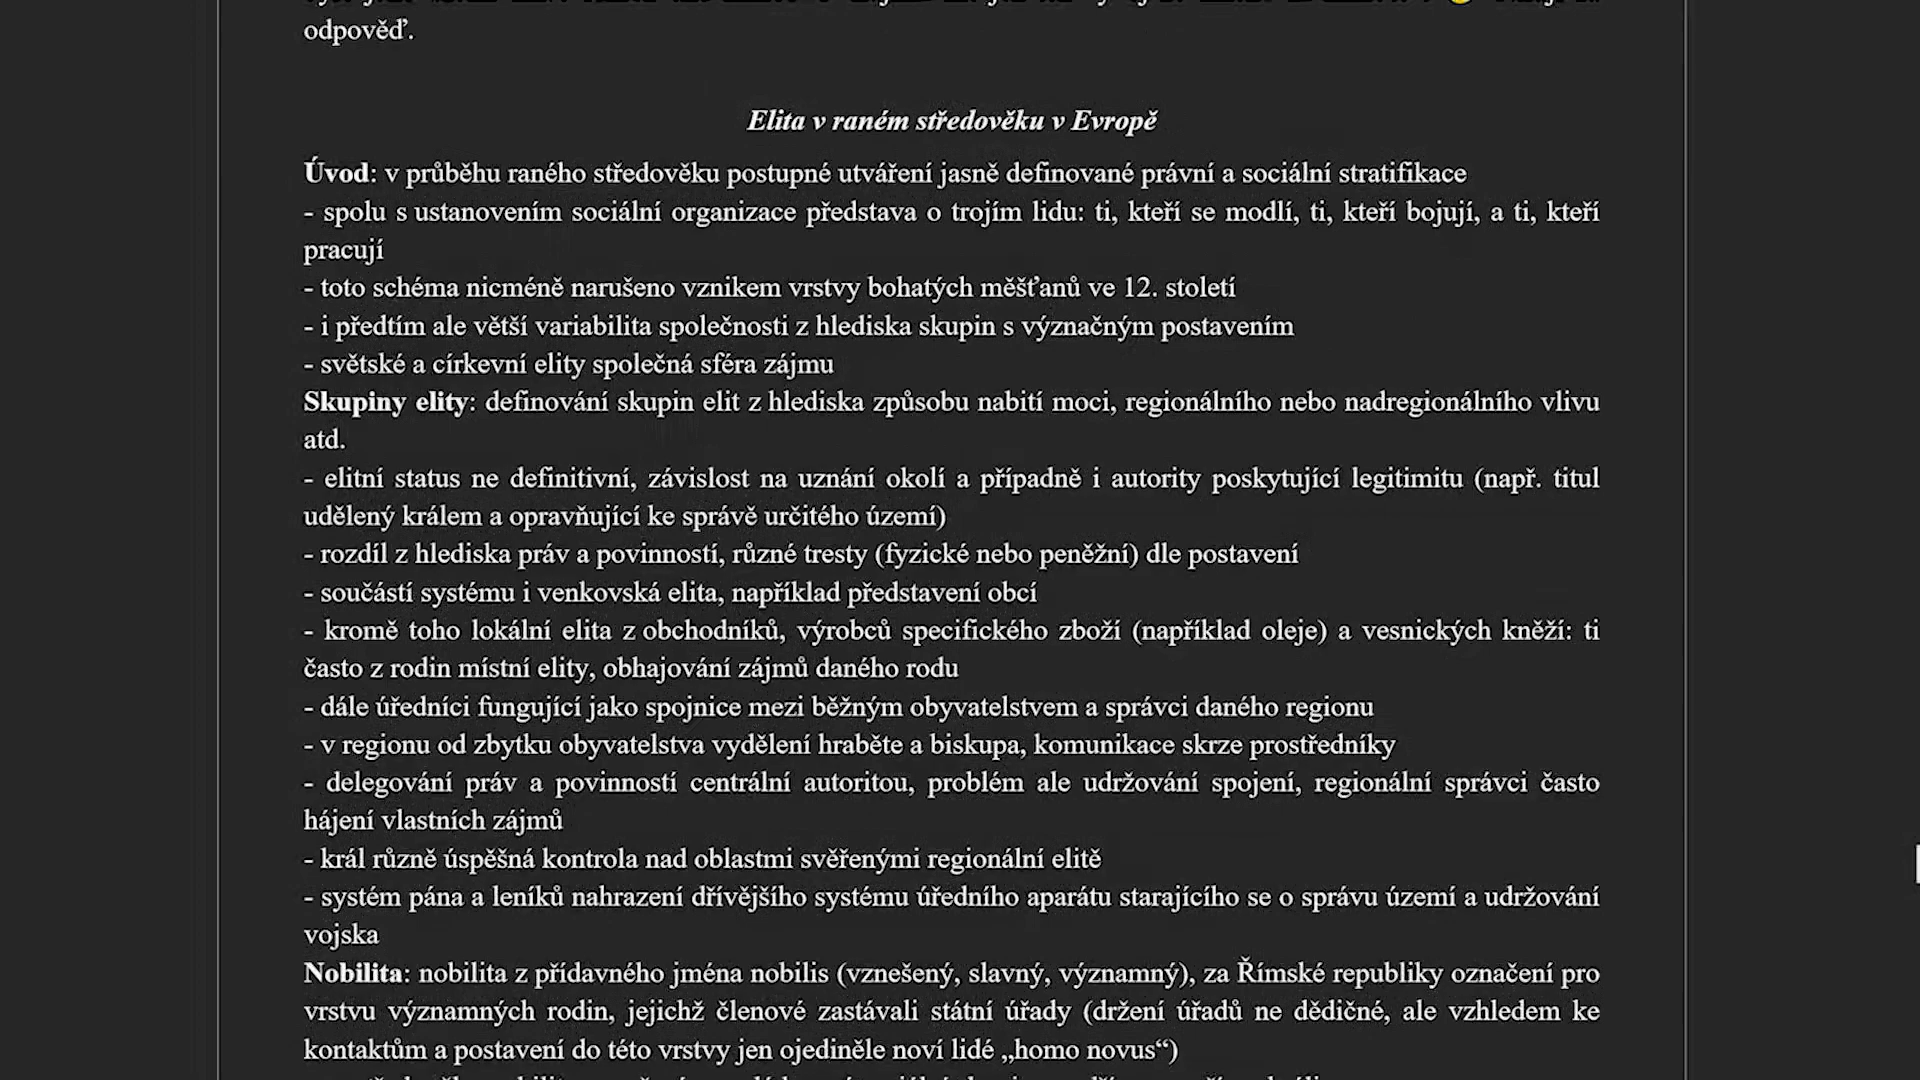 odpověď.
Elita v raném středověku v Evropě
Úvod: v průběhu raného středověku postupné utváření jasně definované právní a sociální stratifikace
- spolu s ustanovením sociální organizace představa o trojím lidu: ti, kteří se modlí, ti, kteří bojují, a ti, kteří
pracují
- toto schéma nicméně narušeno vznikem vrstvy bohatých měšťanů ve 12. století
- i předtím ale větší variabilita společnosti z hlediska skupin s význačným postavením
- světské a církevní elity společná sféra zájmu
Skupiny elity: definování skupin elit z hlediska způsobu nabití moci, regionálního nebo nadregionálního vlivu
atd.
- elitní status ne definitivní, závislost na uznání okolí a případně i autority poskytující legitimitu (např. titul
udělený králem a opravňující ke správě určitého území)
- rozdíl z hlediska práv a povinností, různé tresty (fyzické nebo peněžní) dle postavení
- součástí systému i venkovská elita, například představení obcí
- kromě toho lokální elita z obchodníků, výrobců specifického zboží (například oleje) a vesnických kněží: ti
často z rodin místní elity, obhajování zájmů daného rodu
- dále úředníci fungující jako spojnice mezi běžným obyvatelstvem a správci daného regionu
- v regionu od zbytku obyvatelstva vydělení hraběte a biskupa, komunikace skrze prostředníky
- delegování práv a povinností centrální autoritou, problém ale udržování spojení, regionální správci často
hájení vlastních zájmů
- král různě úspěšná kontrola nad oblastmi svěřenými regionální elitě
- systém pána a leníků nahrazení dřívějšího systému úředního aparátu starajícího se o správu území a udržování
vojska
Nobilita: nobilita z přídavného jména nobilis (vznešený, slavný, významný), za Římské republiky označení pro
vrstvu významných rodin, jejichž členové zastávali státní úřady (držení úřadů ne dědičné, ale vzhledem ke
kontaktům a postavení do této vrstvy jen ojediněle noví lidé „homo novus“)